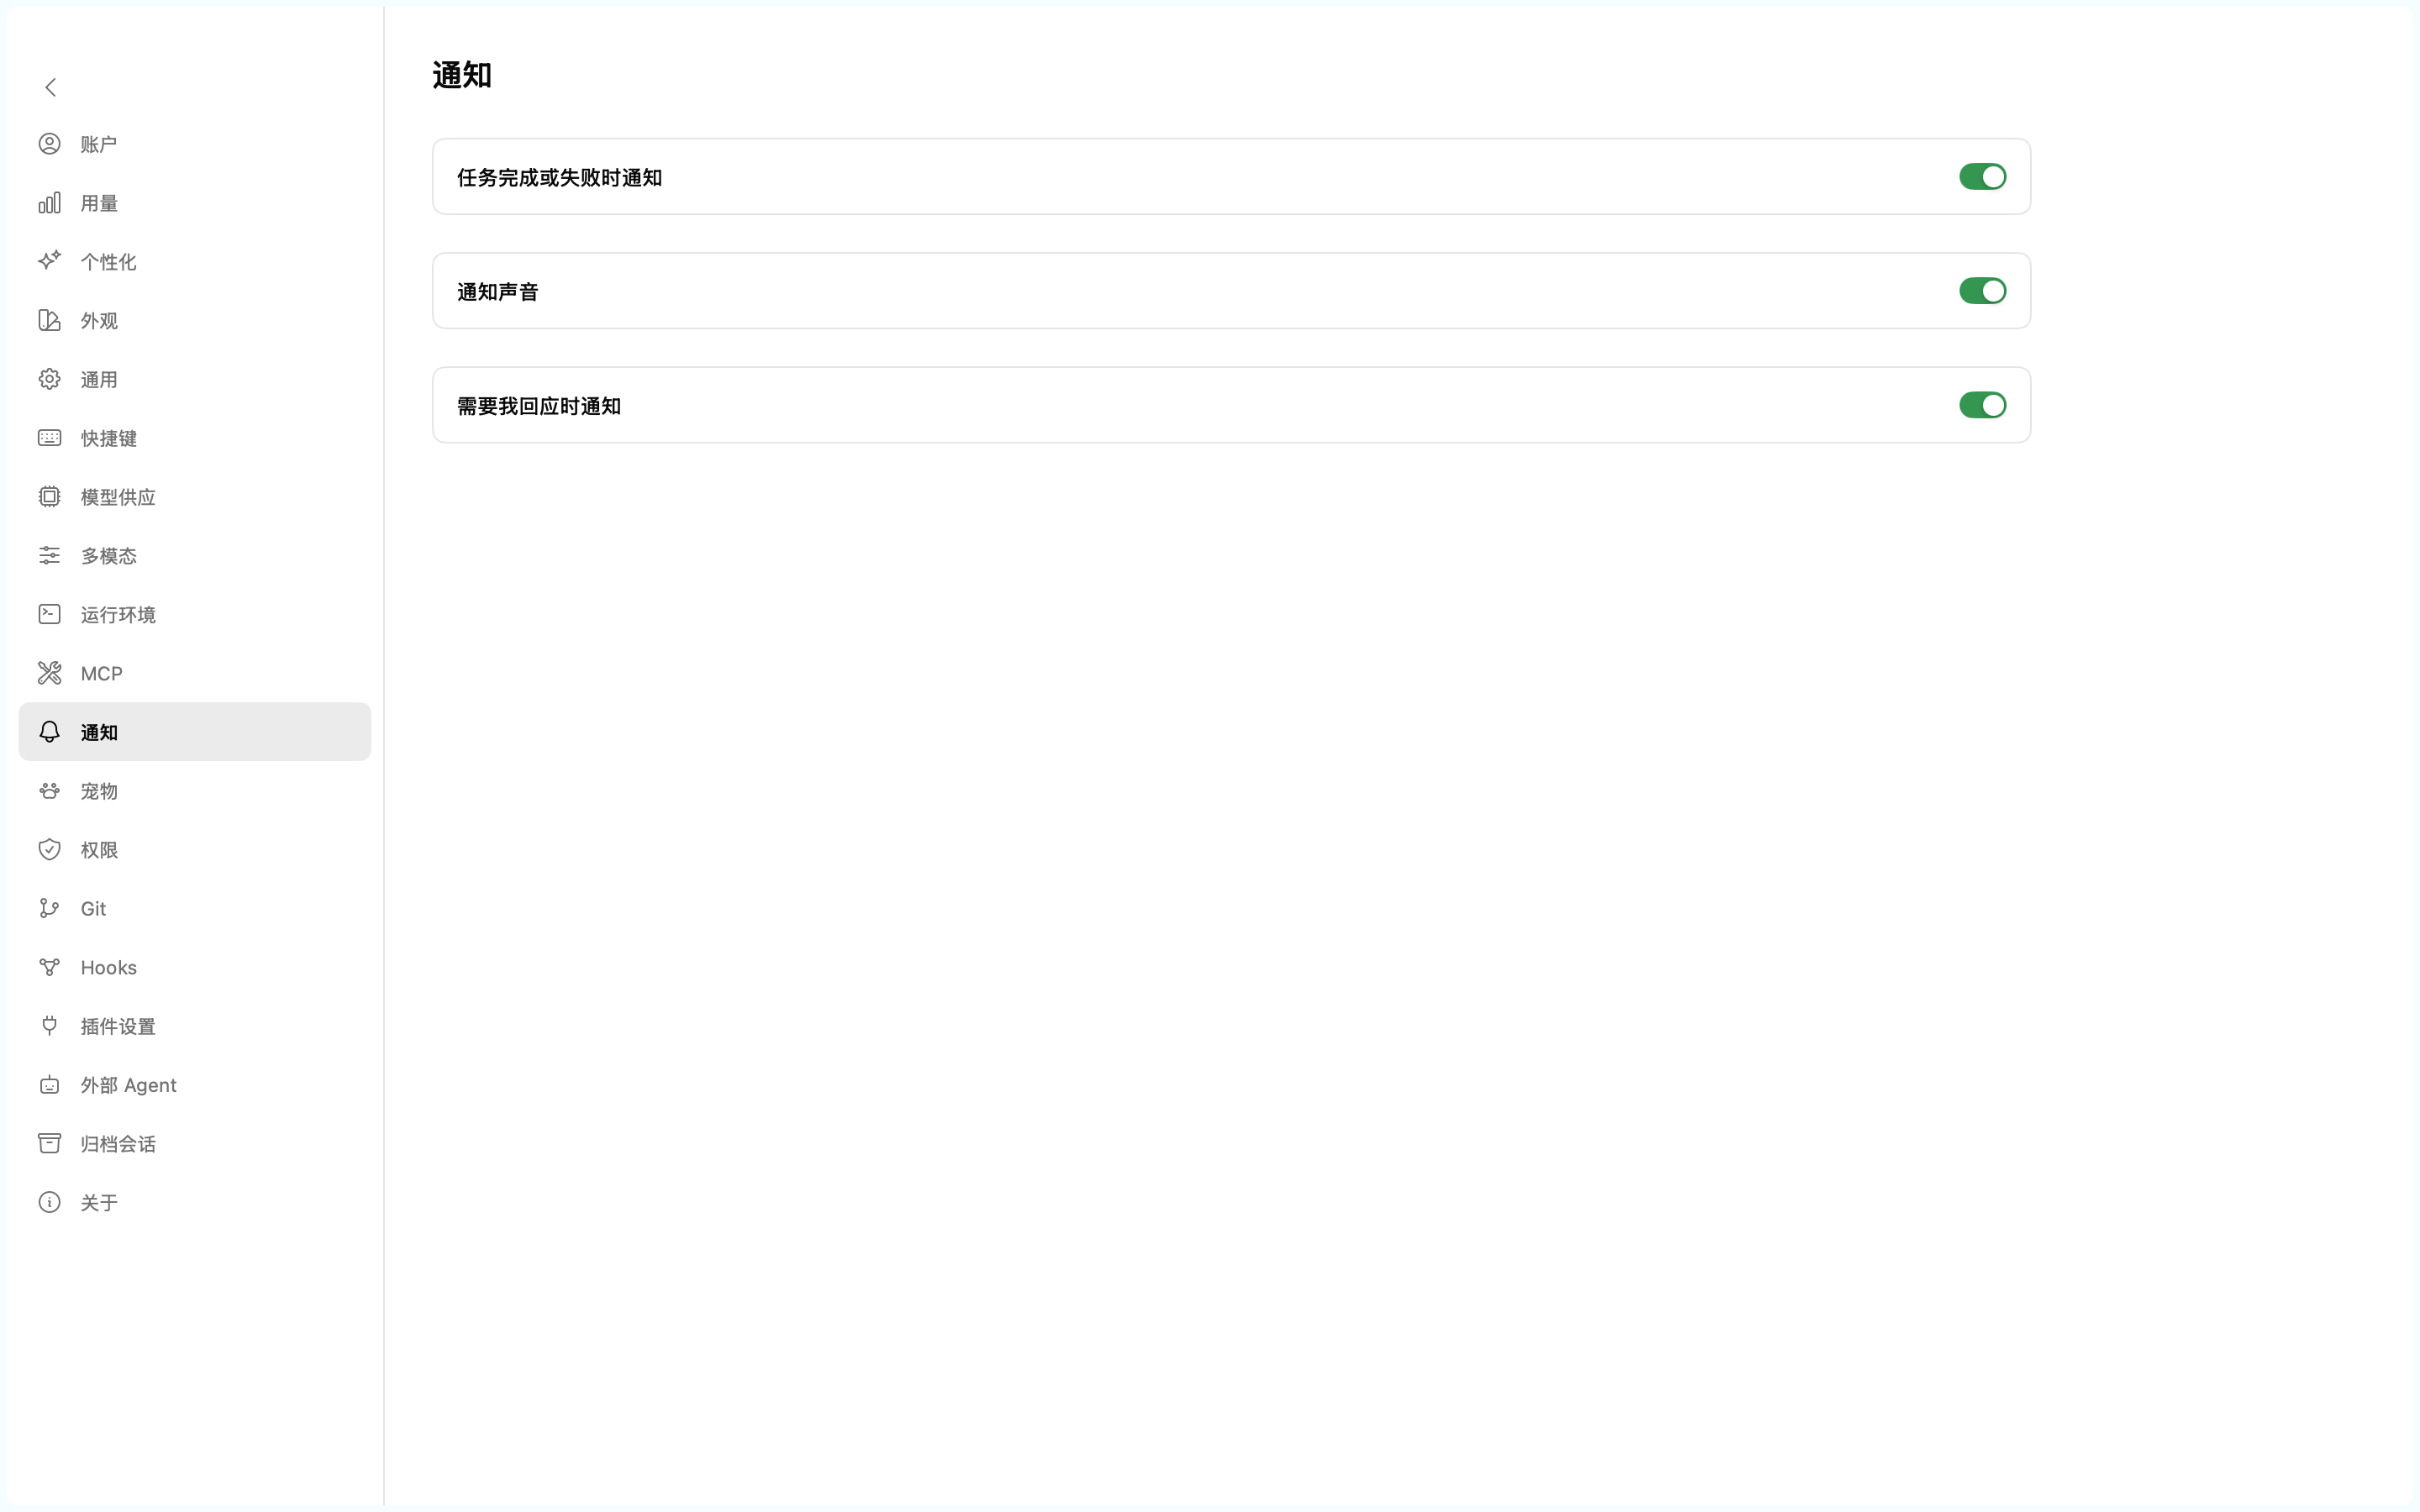 账户
用量
个性化
外观
通用
快捷键
模型供应
多模态
运行环境
MCP
通知
宠物
权限
Git
Hooks
插件设置
外部 Agent
归档会话
关于
通知
任务完成或失败时通知
通知声音
需要我回应时通知